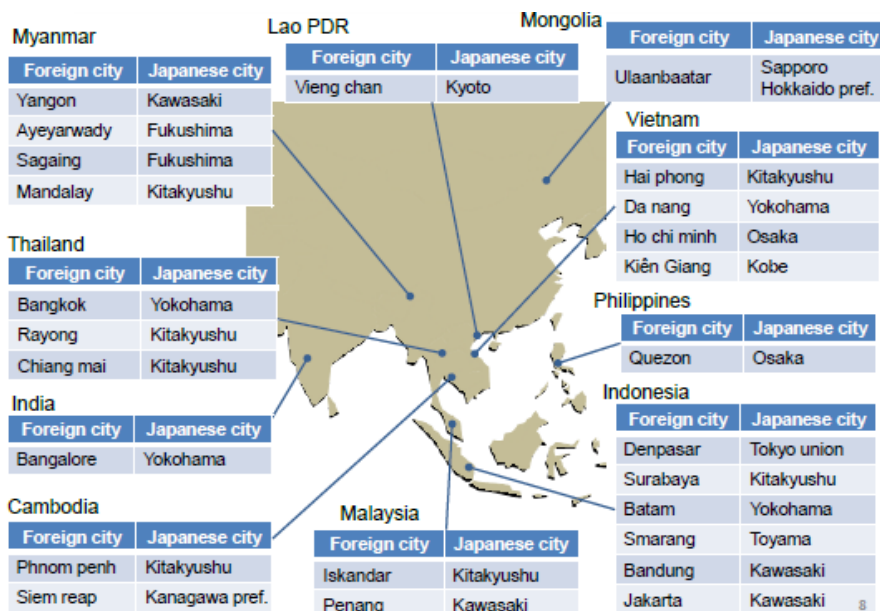 Myanmar
Foreign city Japanese city
Yangon Kawasaki
Ayeyarwady Fukushima
Sagaing Fukushima
Mandalay Kitakyushu
Lao PDR
Foreign city Japanese city
Vieng chan Kyoto
Mongolia
Foreign city Japanese city
Ulaanbaatar Sapporo
Hokkaido pref.
Vietnam
Foreign city Japanese city
Hai phong Kitakyushu
Da nang Yokohama
Ho chi minh Osaka
Kiên Giang Kobe
Thailand
Foreign city Japanese city
Bangkok Yokohama
Rayong Kitakyushu
Chiang mai Kitakyushu
Philippines
Foreign city Japanese city
Quezon Osaka
India
Foreign city Japanese city
Bangalore Yokohama
Indonesia
Foreign city Japanese city
Denpasar Tokyo union
Surabaya Kitakyushu
Batam Yokohama
Smarang Toyama
Bandung Kawasaki
Jakarta Kawasaki
Cambodia
Foreign city Japanese city
Phnom penh Kitakyushu
Siem reap Kanagawa pref.
Malaysia
Foreign city Japanese city
Iskandar Kitakyushu
Penang Kawasaki
8